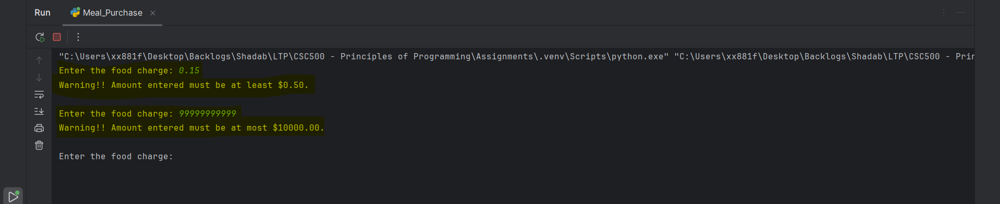 Run Meal_Purchase
"C:\Users\xx881f\Desktop\Backlogs\Shadab\LTP\CSC500 - Principles of Programming\Assignments\.venv\Scripts\python.exe" "C:\Users\xx881f\Desktop\Backlogs\Shadab\LTP\CSC500 - Prin
Enter the food charge: 0.15
Warning!! Amount entered must be at least $0.50.
Enter the food charge: 99999999999
Warning!! Amount entered must be at most $10000.00.
Enter the food charge: